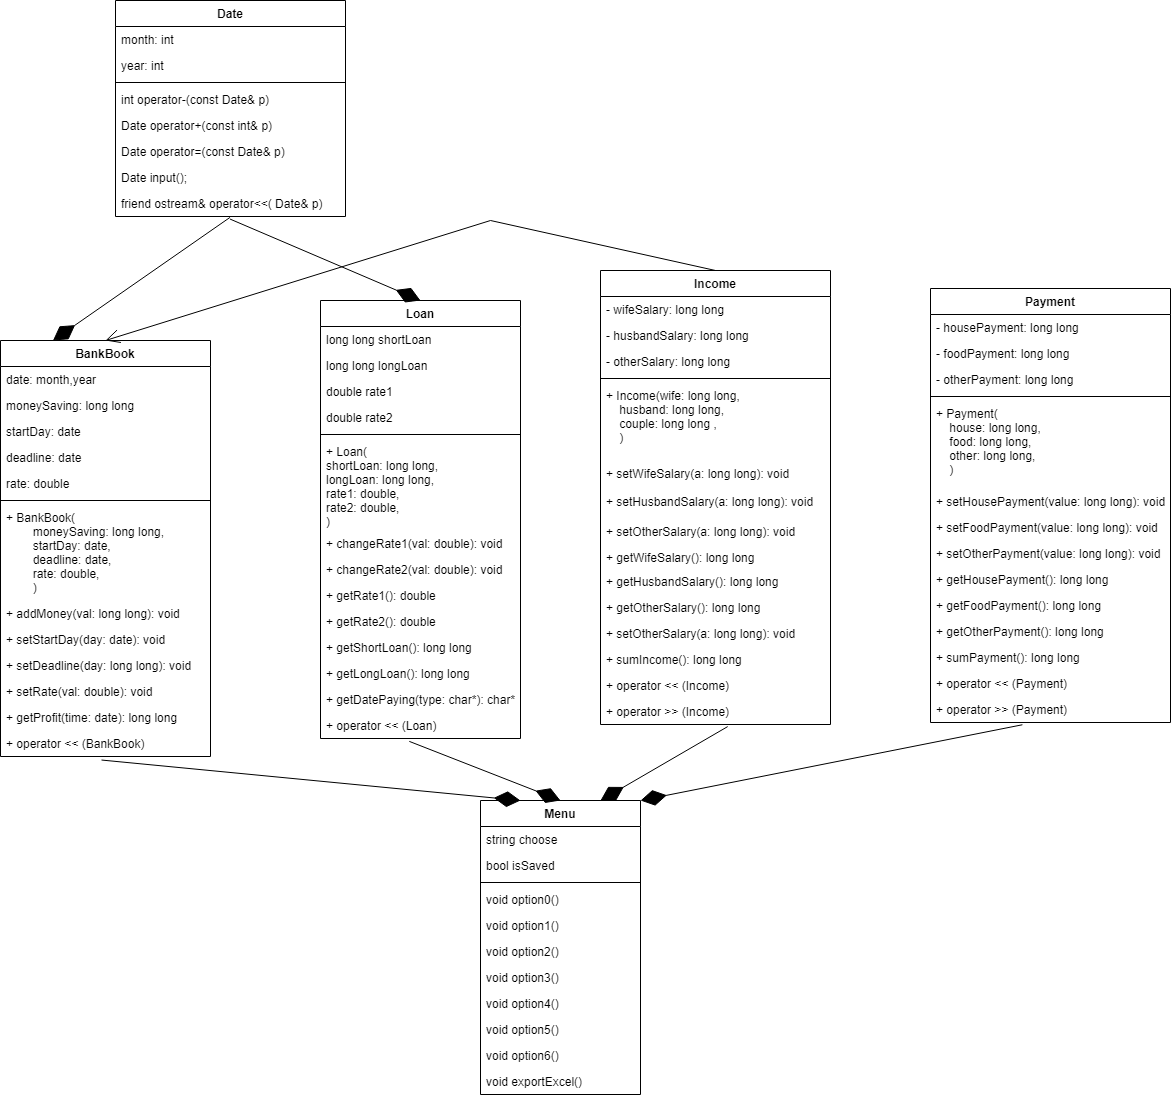 Date
month: int
year: int
int operator-(const Date& p)
Date operator+(const int& p)
Date operator=(const Date& p)
Date input();
friend ostream& operator<<( Date& p)
BankBook
date: month,year
moneySaving: long long
startDay: date
deadline: date
rate: double
+ BankBook(
moneySaving: long long,
startDay: date,
deadline: date,
rate: double,
)
+ addMoney(val: long long): void
+ setStartDay(day: date): void
+ setDeadline(day: long long): void
+ setRate(val: double): void
+ getProfit(time: date): long long
+ operator << (BankBook)
Loan
long long shortLoan
long long longLoan
double rate1
double rate2
+ Loan(
shortLoan: long long,
longLoan: long long,
rate1: double,
rate2: double,
)
+ changeRate1(val: double): void
+ changeRate2(val: double): void
+ getRate1(): double
+ getRate2(): double
+ getShortLoan(): long long
+ getLongLoan(): long long
+ getDatePaying(type: char*): char*
+ operator << (Loan)
Income
- wifeSalary: long long
- husbandSalary: long long
- otherSalary: long long
+ Income(wife: long long,
husband: long long,
couple: long long ,
)
+ setWifeSalary(a: long long): void
+ setHusbandSalary(a: long long): void
+ setOtherSalary(a: long long): void
+ getWifeSalary(): long long
+ getHusbandSalary(): long long
+ getOtherSalary(): long long
+ setOtherSalary(a: long long): void
+ sumIncome(): long long
+ operator << (Income)
+ operator >> (Income)
Payment
- housePayment: long long
- foodPayment: long long
- otherPayment: long long
+ Payment(
house: long long,
food: long long,
other: long long,
)
+ setHousePayment(value: long long): void
+ setFoodPayment(value: long long): void
+ setOtherPayment(value: long long): void
+ getHousePayment(): long long
+ getFoodPayment(): long long
+ getOtherPayment(): long long
+ sumPayment(): long long
+ operator << (Payment)
+ operator >> (Payment)
Menu
string choose
bool isSaved
void option0()
void option1()
void option2()
void option3()
void option4()
void option5()
void option6()
void exportExcel()